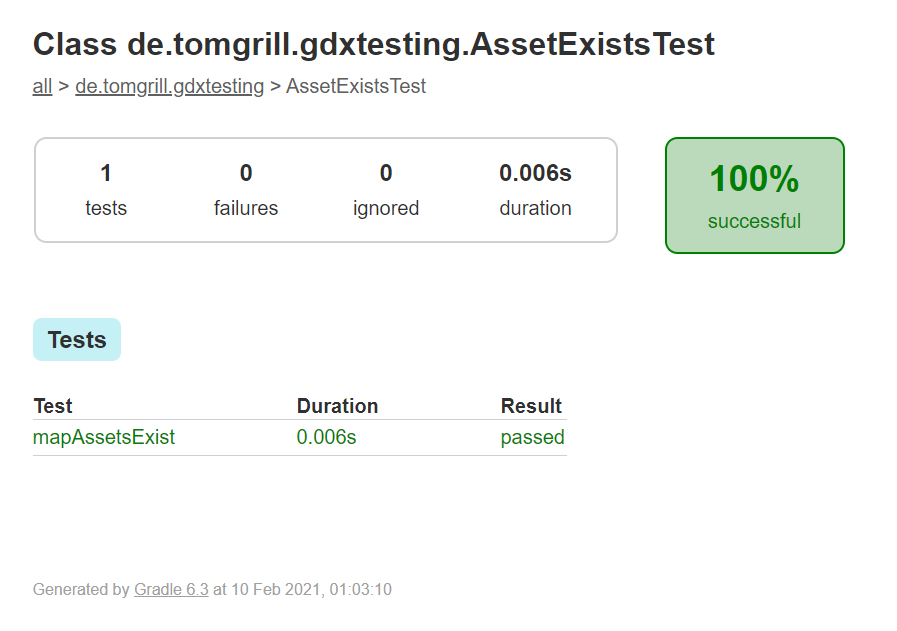 Class de.tomgrill.gdxtesting.AssetExistsTest
all > de.tomgrill.gdxtesting > AssetExistsTest
1 0 0 0.006s
tests failures ignored duration
100%
successful
Tests
Test Duration Result
mapAssetsExist 0.006s passed
Generated by Gradle 6.3 at 10 Feb 2021, 01:03:10